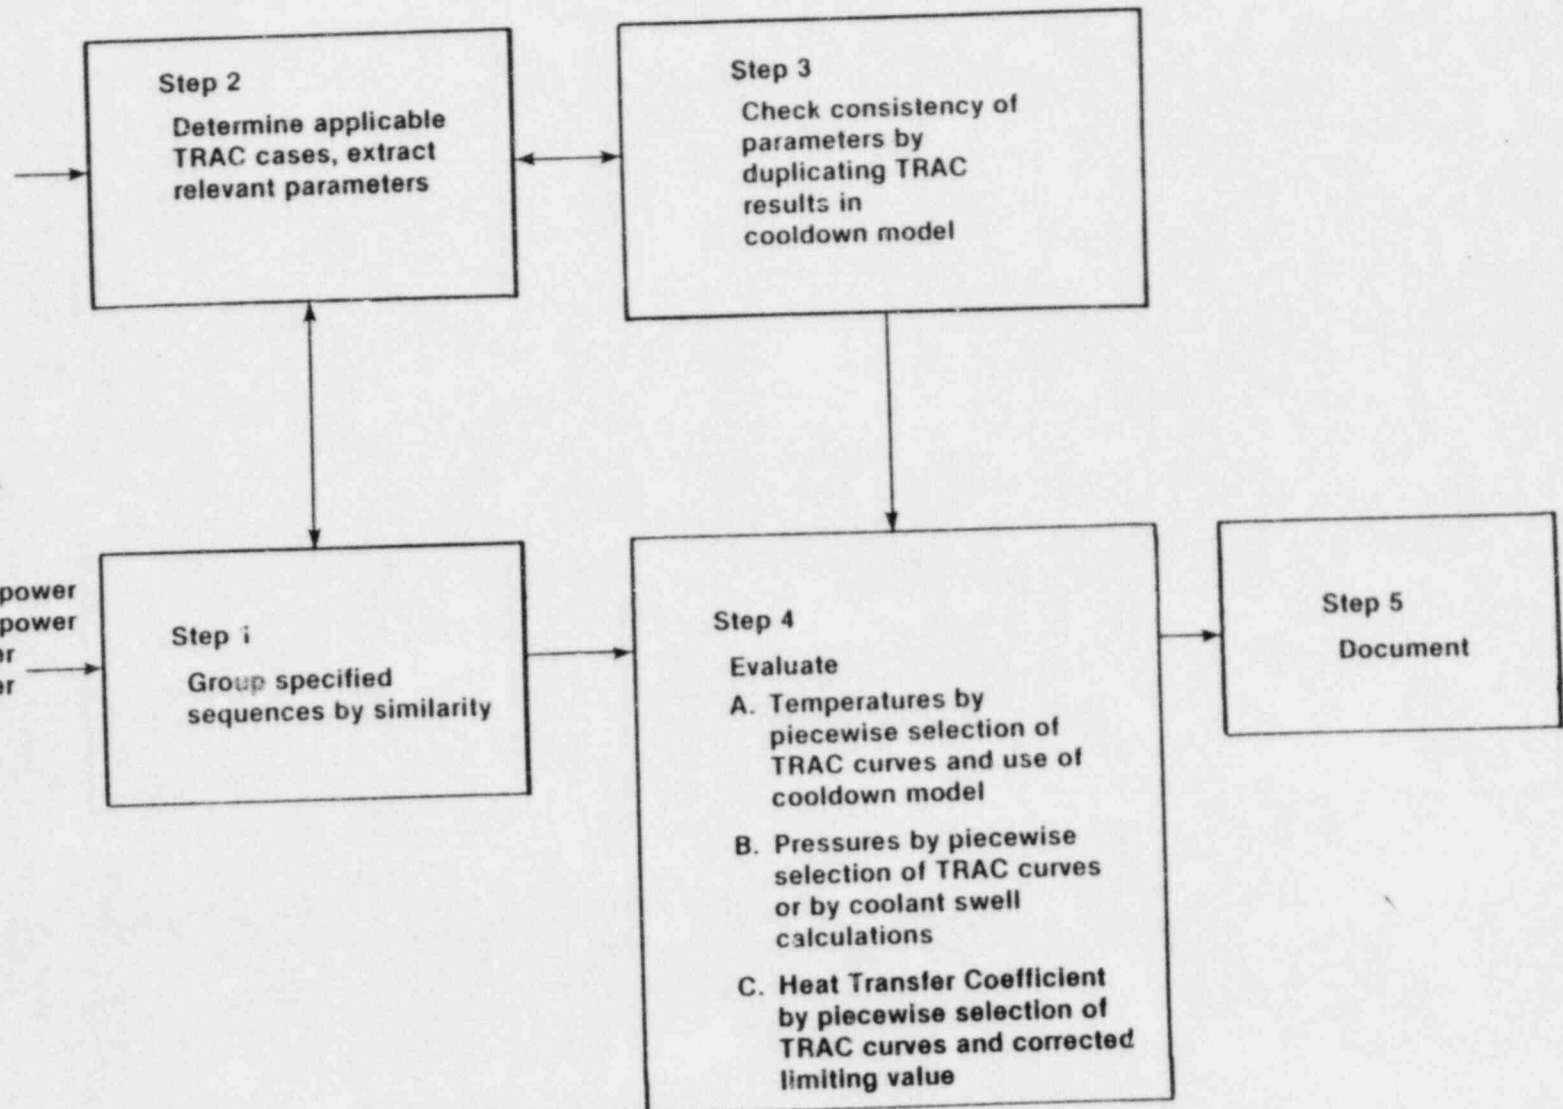 Step 2
Determine applicable
TRAC cases, extract
relevant parameters
Step 3
Check consistency of
parameters by
duplicating TRAC
results in
cooldown model
power
power
er
er
Step i
Group specified
sequences by similarity
Step 4
Evaluate
A. Temperatures by
piecewise selection of
TRAC curves and use of
cooldown model
B. Pressures by piecewise
selection of TRAC curves
or by coolant swell
calculations
C. Heat Transfer Coefficient
by piecewise selection of
TRAC curves and corrected
limiting value
Step 5
Document